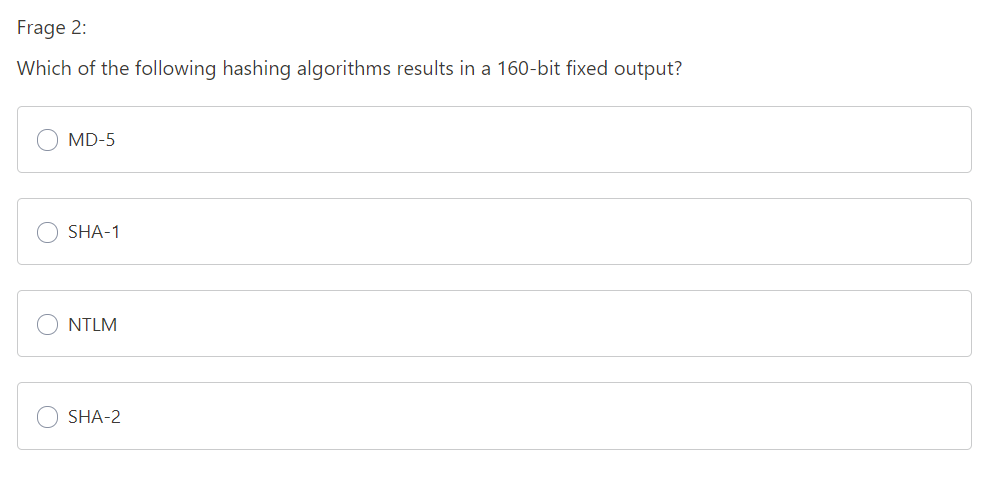 Frage 2:
Which of the following hashing algorithms results in a 160-bit fixed output?
MD-5
SHA-1
NTLM
SHA-2